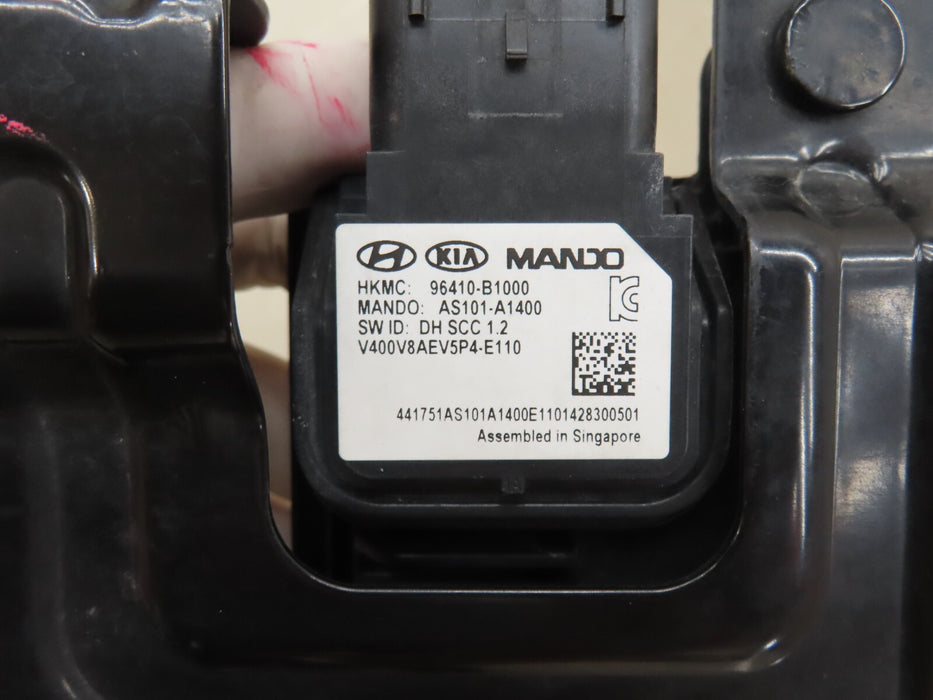 KIA MANDO
HKMC: 96410-B1000
MANDO: AS101-A1400
SW ID: DH SCC 1.2
V400V8AEV5P4-E110
441751AS101A1400E1101428300501
Assembled in Singapore